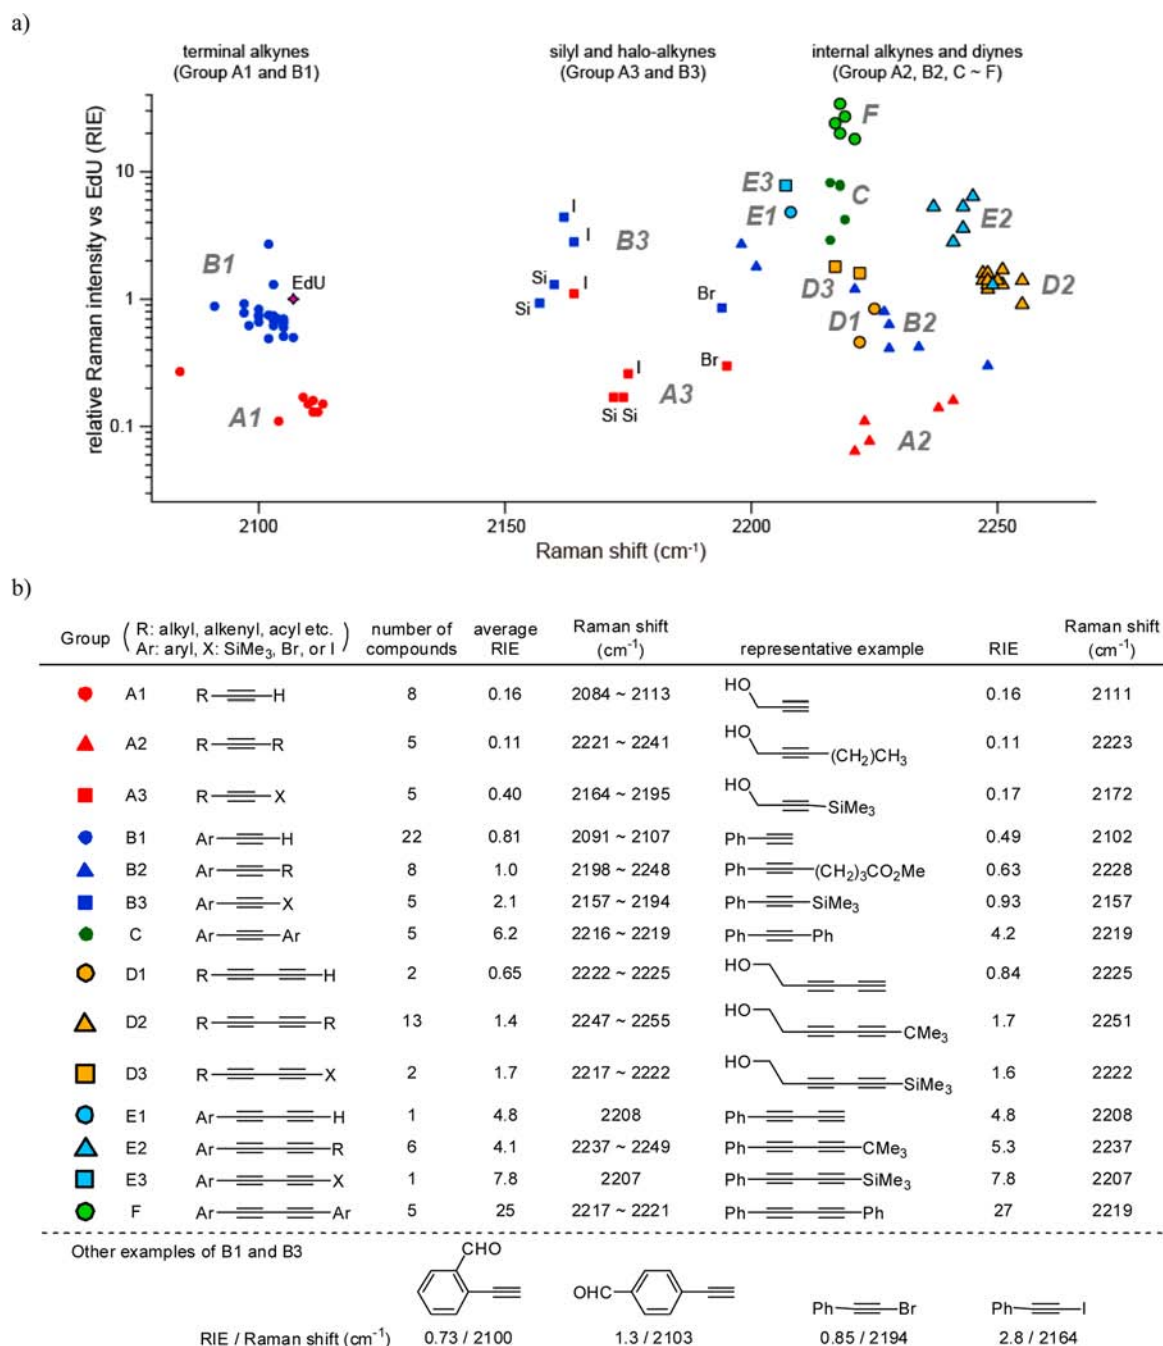 a)
terminal alkynes
(Group A1 and B1)
silyl and halo-alkynes
(Group A3 and B3)
internal alkynes and diynes
(Group A2, B2, C ~ F)
relative Raman intensity vs EdU (RIE)
10
1
0.1
F
E3
C
E1
E2
I
I
B3
B1
EdU
Si
Si
I
Br
D3
D2
D1
B2
Br
I
A3
A1
Si Si
A2
2100
2150
2200
2250
Raman shift (cm⁻¹)
b)
Group
( R: alkyl, alkenyl, acyl etc.
Ar: aryl, X: SiMe₃, Br, or I )
number of
compounds
average
RIE
Raman shift
(cm⁻¹)
representative example
RIE
Raman shift
(cm⁻¹)
A1 R H 8 0.16 2084 ~ 2113 HO 0.16 2111
A2 R R 5 0.11 2221 ~ 2241 HO (CH₂)CH₃ 0.11 2223
A3 R X 5 0.40 2164 ~ 2195 HO SiMe₃ 0.17 2172
B1 Ar H 22 0.81 2091 ~ 2107 Ph 0.49 2102
B2 Ar R 8 1.0 2198 ~ 2248 Ph (CH₂)₃CO₂Me 0.63 2228
B3 Ar X 5 2.1 2157 ~ 2194 Ph SiMe₃ 0.93 2157
C Ar Ar 5 6.2 2216 ~ 2219 Ph Ph 4.2 2219
D1 R H 2 0.65 2222 ~ 2225 HO 0.84 2225
D2 R R 13 1.4 2247 ~ 2255 HO CMe₃ 1.7 2251
D3 R X 2 1.7 2217 ~ 2222 HO SiMe₃ 1.6 2222
E1 Ar H 1 4.8 2208 Ph 4.8 2208
E2 Ar R 6 4.1 2237 ~ 2249 Ph CMe₃ 5.3 2237
E3 Ar X 1 7.8 2207 Ph SiMe₃ 7.8 2207
F Ar Ar 5 25 2217 ~ 2221 Ph Ph 27 2219
Other examples of B1 and B3
CHO
OHC
Ph Br
Ph I
RIE / Raman shift (cm⁻¹) 0.73 / 2100 1.3 / 2103 0.85 / 2194 2.8 / 2164